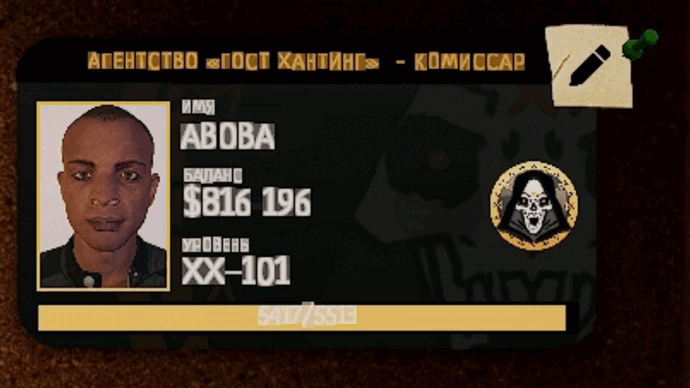 АГЕНТСТВО «ГОСТ ХАНТИНГ» - КОМИССАР
ИМЯ
АВОВА
БАЛАНС
$816 196
УРОВЕНЬ
XX-101
5417/5513